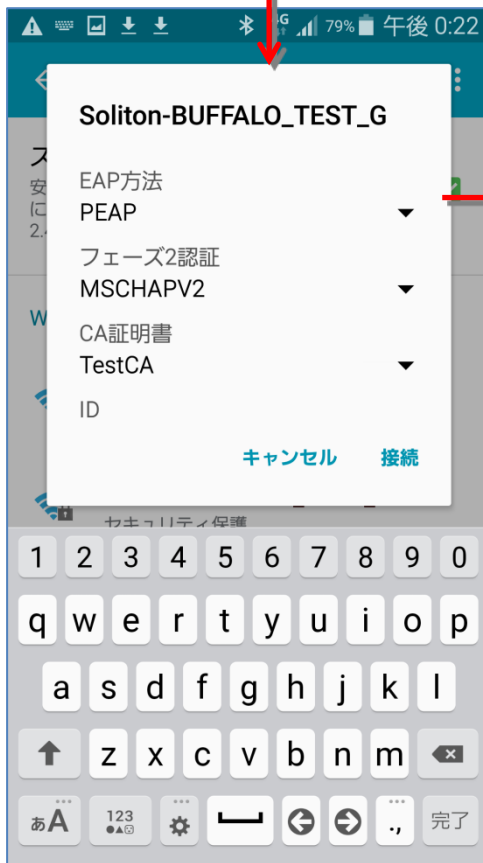 79% 午後 0:22
Soliton-BUFFALO_TEST_G
EAP方法
PEAP
フェーズ2認証
MSCHAPV2
CA証明書
TestCA
ID
キャンセル 接続
セキュリティ保護
1 2 3 4 5 6 7 8 9 0
q w e r t y u i o p
a s d f g h j k l
z x c v b n m
あA 123 ., 完了